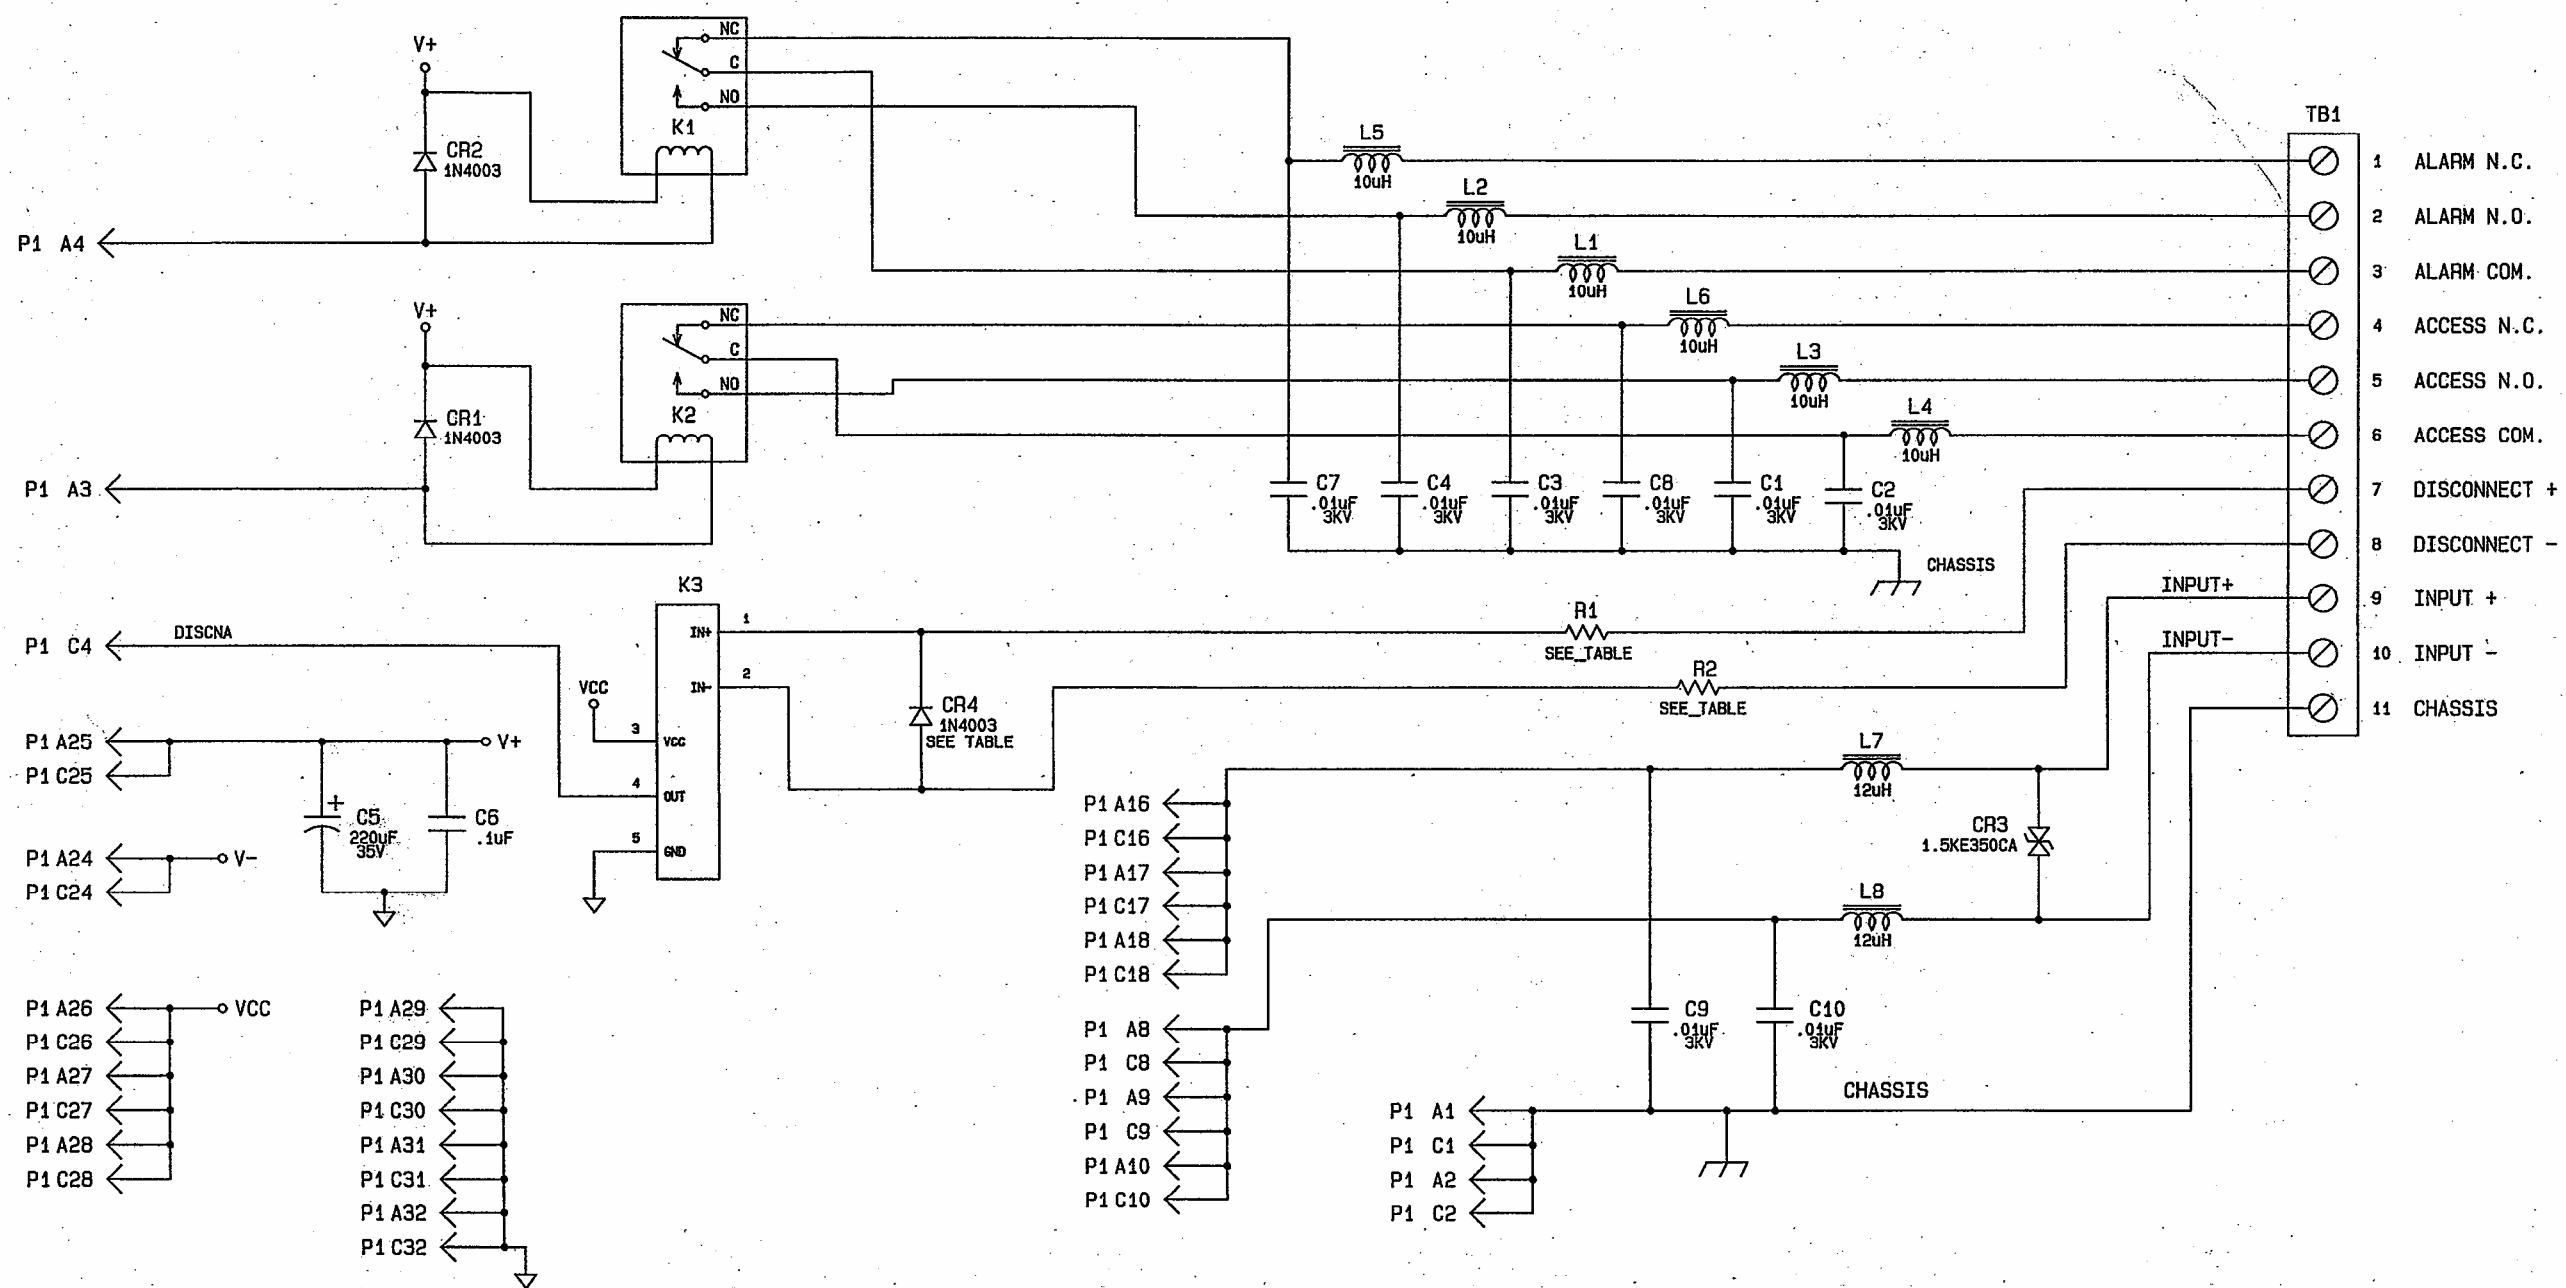 V+
NC
C
NO
K1
CR2
1N4003
P1 A4
TB1
L5
10uH
1 ALARM N.C.
L2
10uH
2 ALARM N.O.
L1
10uH
3 ALARM COM.
V+
NC
C
NO
K2
CR1
1N4003
P1 A3
L6
10uH
4 ACCESS N.C.
L3
10uH
5 ACCESS N.O.
L4
10uH
6 ACCESS COM.
C7
.01uF
3KV
C4
.01uF
3KV
C3
.01uF
3KV
C8
.01uF
3KV
C1
.01uF
3KV
C2
.01uF
3KV
7 DISCONNECT +
8 DISCONNECT -
CHASSIS
INPUT+
9 INPUT +
INPUT-
10 INPUT -
11 CHASSIS
K3
P1 C4
DISCNA
1
IN+
2
IN-
VCC
3
VCC
4
OUT
5
GND
R1
SEE_TABLE
R2
SEE_TABLE
CR4
1N4003
SEE TABLE
P1 A25
P1 C25
V+
C5
+
220uF
35V
C6
.1uF
P1 A24
V-
P1 C24
L7
12uH
CR3
1.5KE350CA
L8
12uH
P1 A16
P1 C16
P1 A17
P1 C17
P1 A18
P1 C18
P1 A26
VCC
P1 C26
P1 A27
P1 C27
P1 A28
P1 C28
P1 A29
P1 C29
P1 A30
P1 C30
P1 A31
P1 C31
P1 A32
P1 C32
P1 A8
P1 C8
P1 A9
P1 C9
P1 A10
P1 C10
C9
.01uF
3KV
C10
.01uF
3KV
CHASSIS
P1 A1
P1 C1
P1 A2
P1 C2